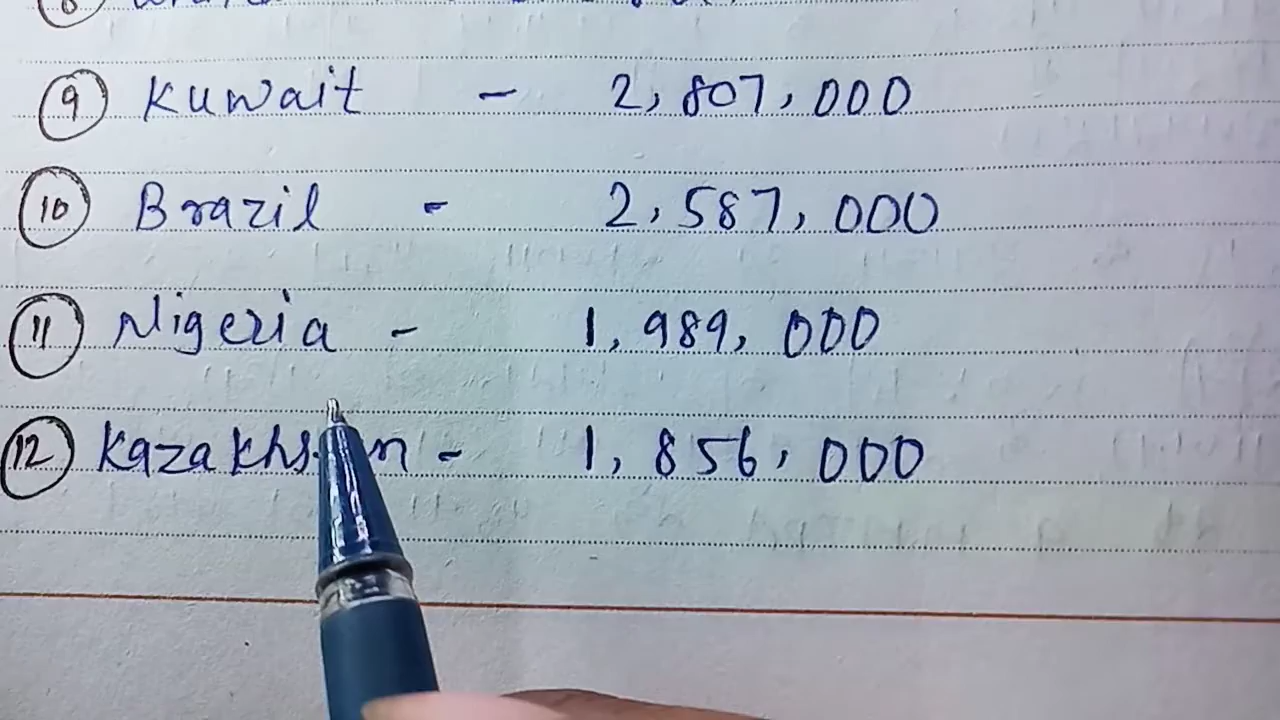 ⑨ Kuwait - 2,807,000
⑩ Brazil - 2,587,000
⑪ Nigeria - 1,989,000
⑫ - 1,856,000